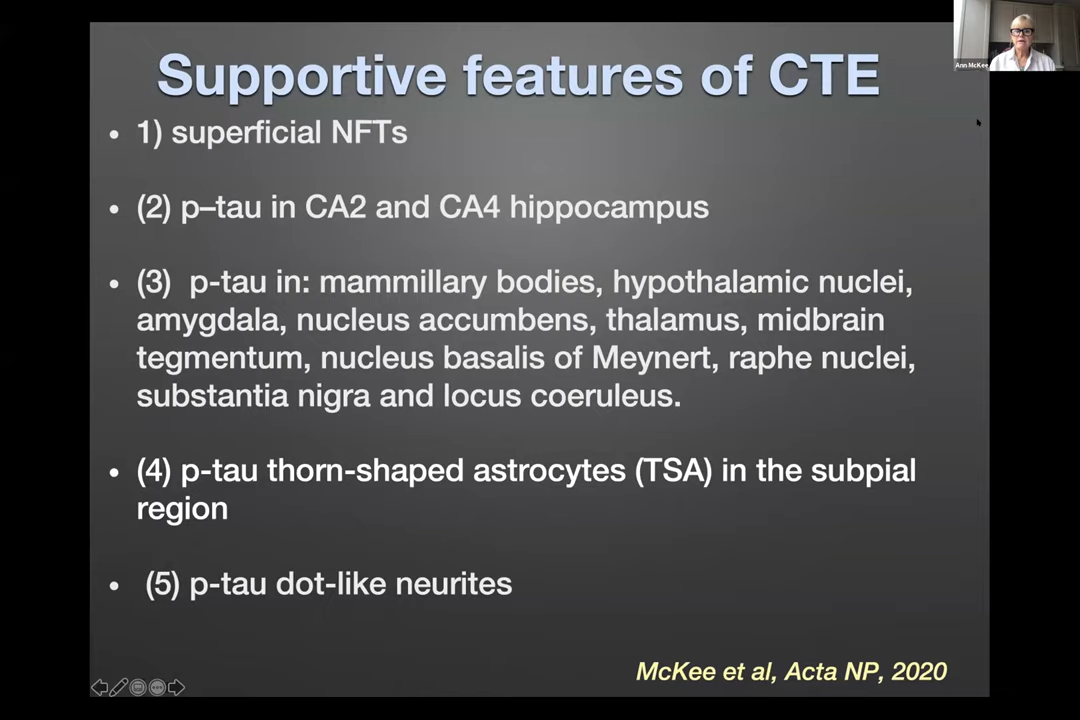 Supportive features of CTE
Ann McKee
• 1) superficial NFTs
• (2) p–tau in CA2 and CA4 hippocampus
• (3) p-tau in: mammillary bodies, hypothalamic nuclei,
amygdala, nucleus accumbens, thalamus, midbrain
tegmentum, nucleus basalis of Meynert, raphe nuclei,
substantia nigra and locus coeruleus.
• (4) p-tau thorn-shaped astrocytes (TSA) in the subpial
region
• (5) p-tau dot-like neurites
McKee et al, Acta NP, 2020